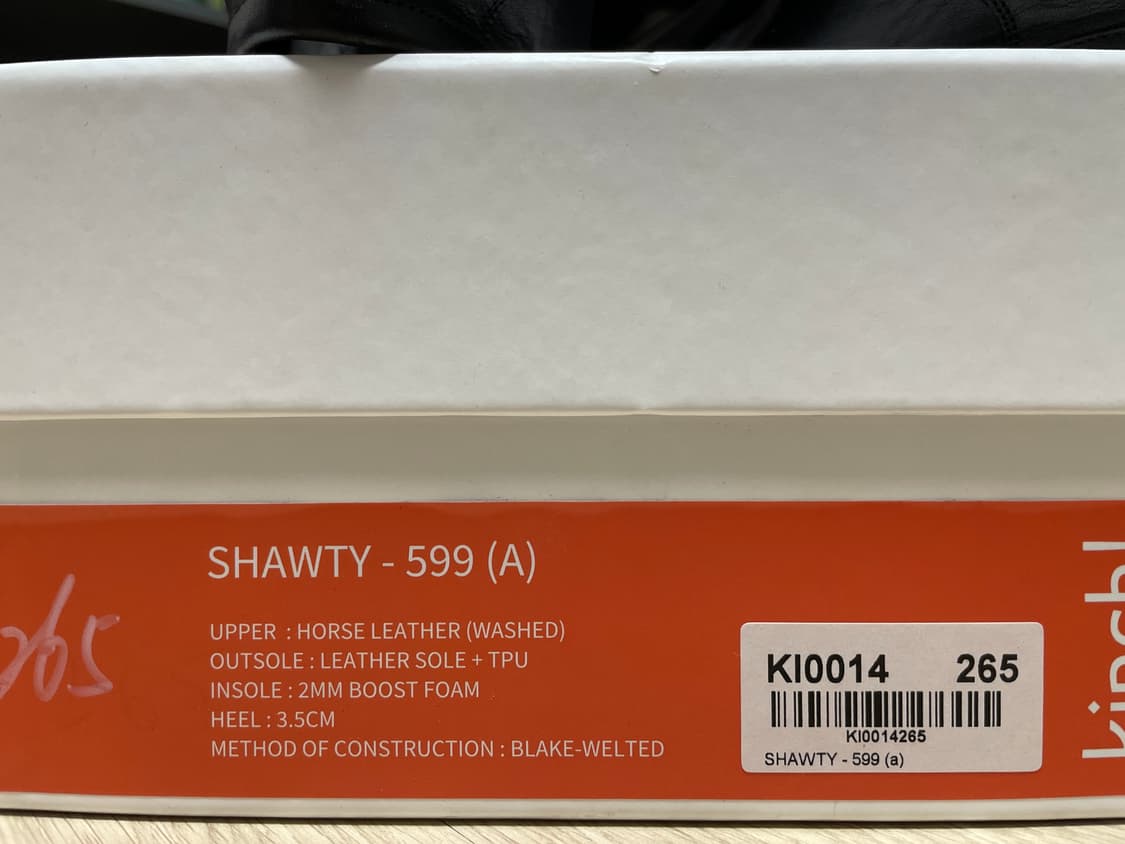 SHAWTY - 599 (A)
UPPER : HORSE LEATHER (WASHED)
OUTSOLE : LEATHER SOLE + TPU
INSOLE : 2MM BOOST FOAM
HEEL : 3.5CM
METHOD OF CONSTRUCTION : BLAKE-WELTED
265
KI0014 265
KI0014265
SHAWTY - 599 (a)